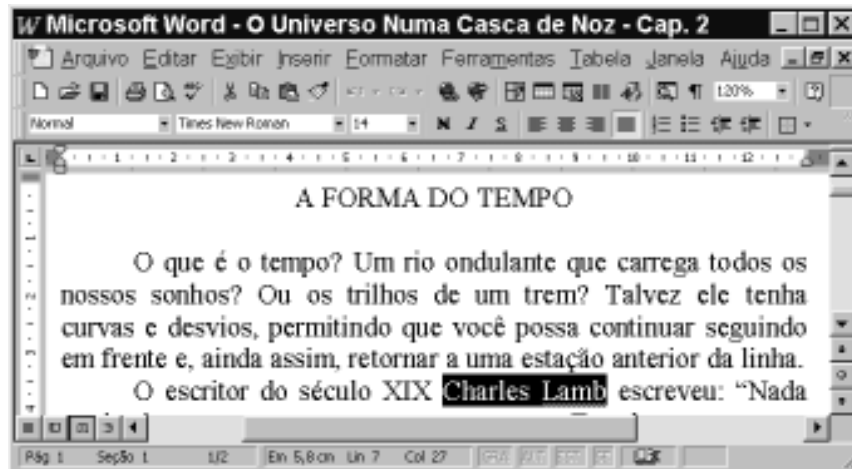 W Microsoft Word - O Universo Numa Casca de Noz - Cap. 2
Arquivo Editar Exibir Inserir Formatar Ferramentas Tabela Janela Ajuda
120%
Normal Times New Roman 14 N I S
1 2 3 4 5 6 7 8 9 10 11 12
A FORMA DO TEMPO
O que é o tempo? Um rio ondulante que carrega todos os
nossos sonhos? Ou os trilhos de um trem? Talvez ele tenha
curvas e desvios, permitindo que você possa continuar seguindo
em frente e, ainda assim, retornar a uma estação anterior da linha.
O escritor do século XIX Charles Lamb escreveu: “Nada
Pág 1 Seção 1 1/2 Em 5,8 cm Lin 7 Col 27